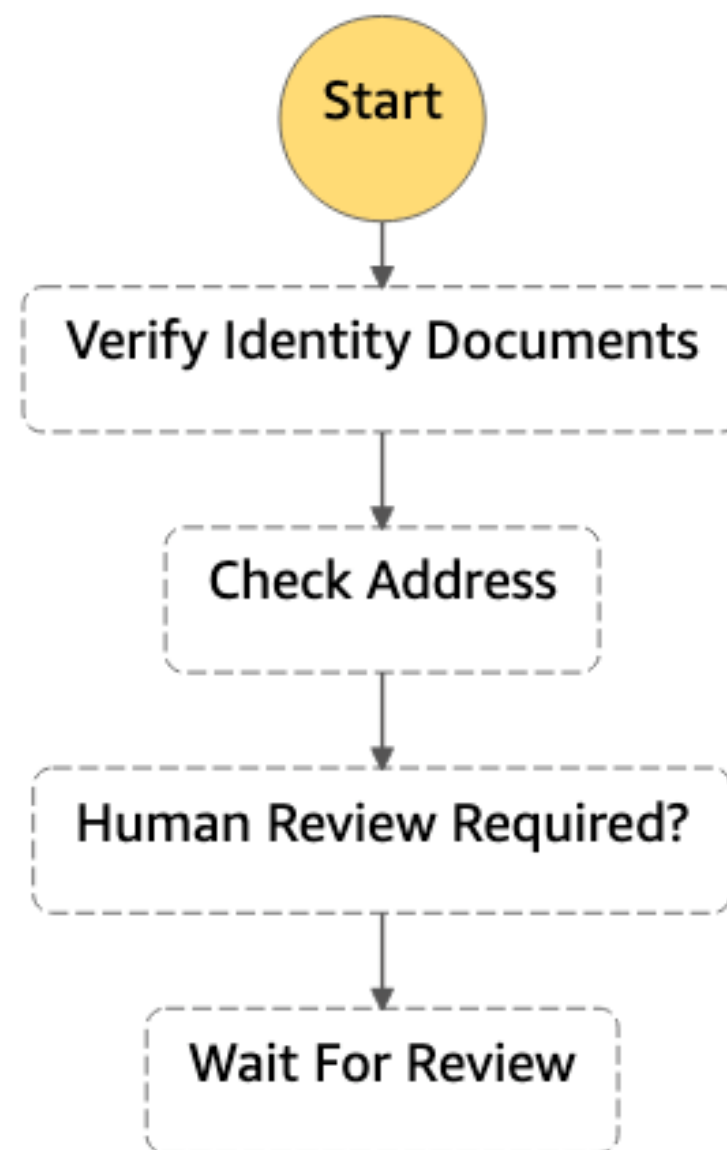 Start
Verify Identity Documents
Check Address
Human Review Required?
Wait For Review